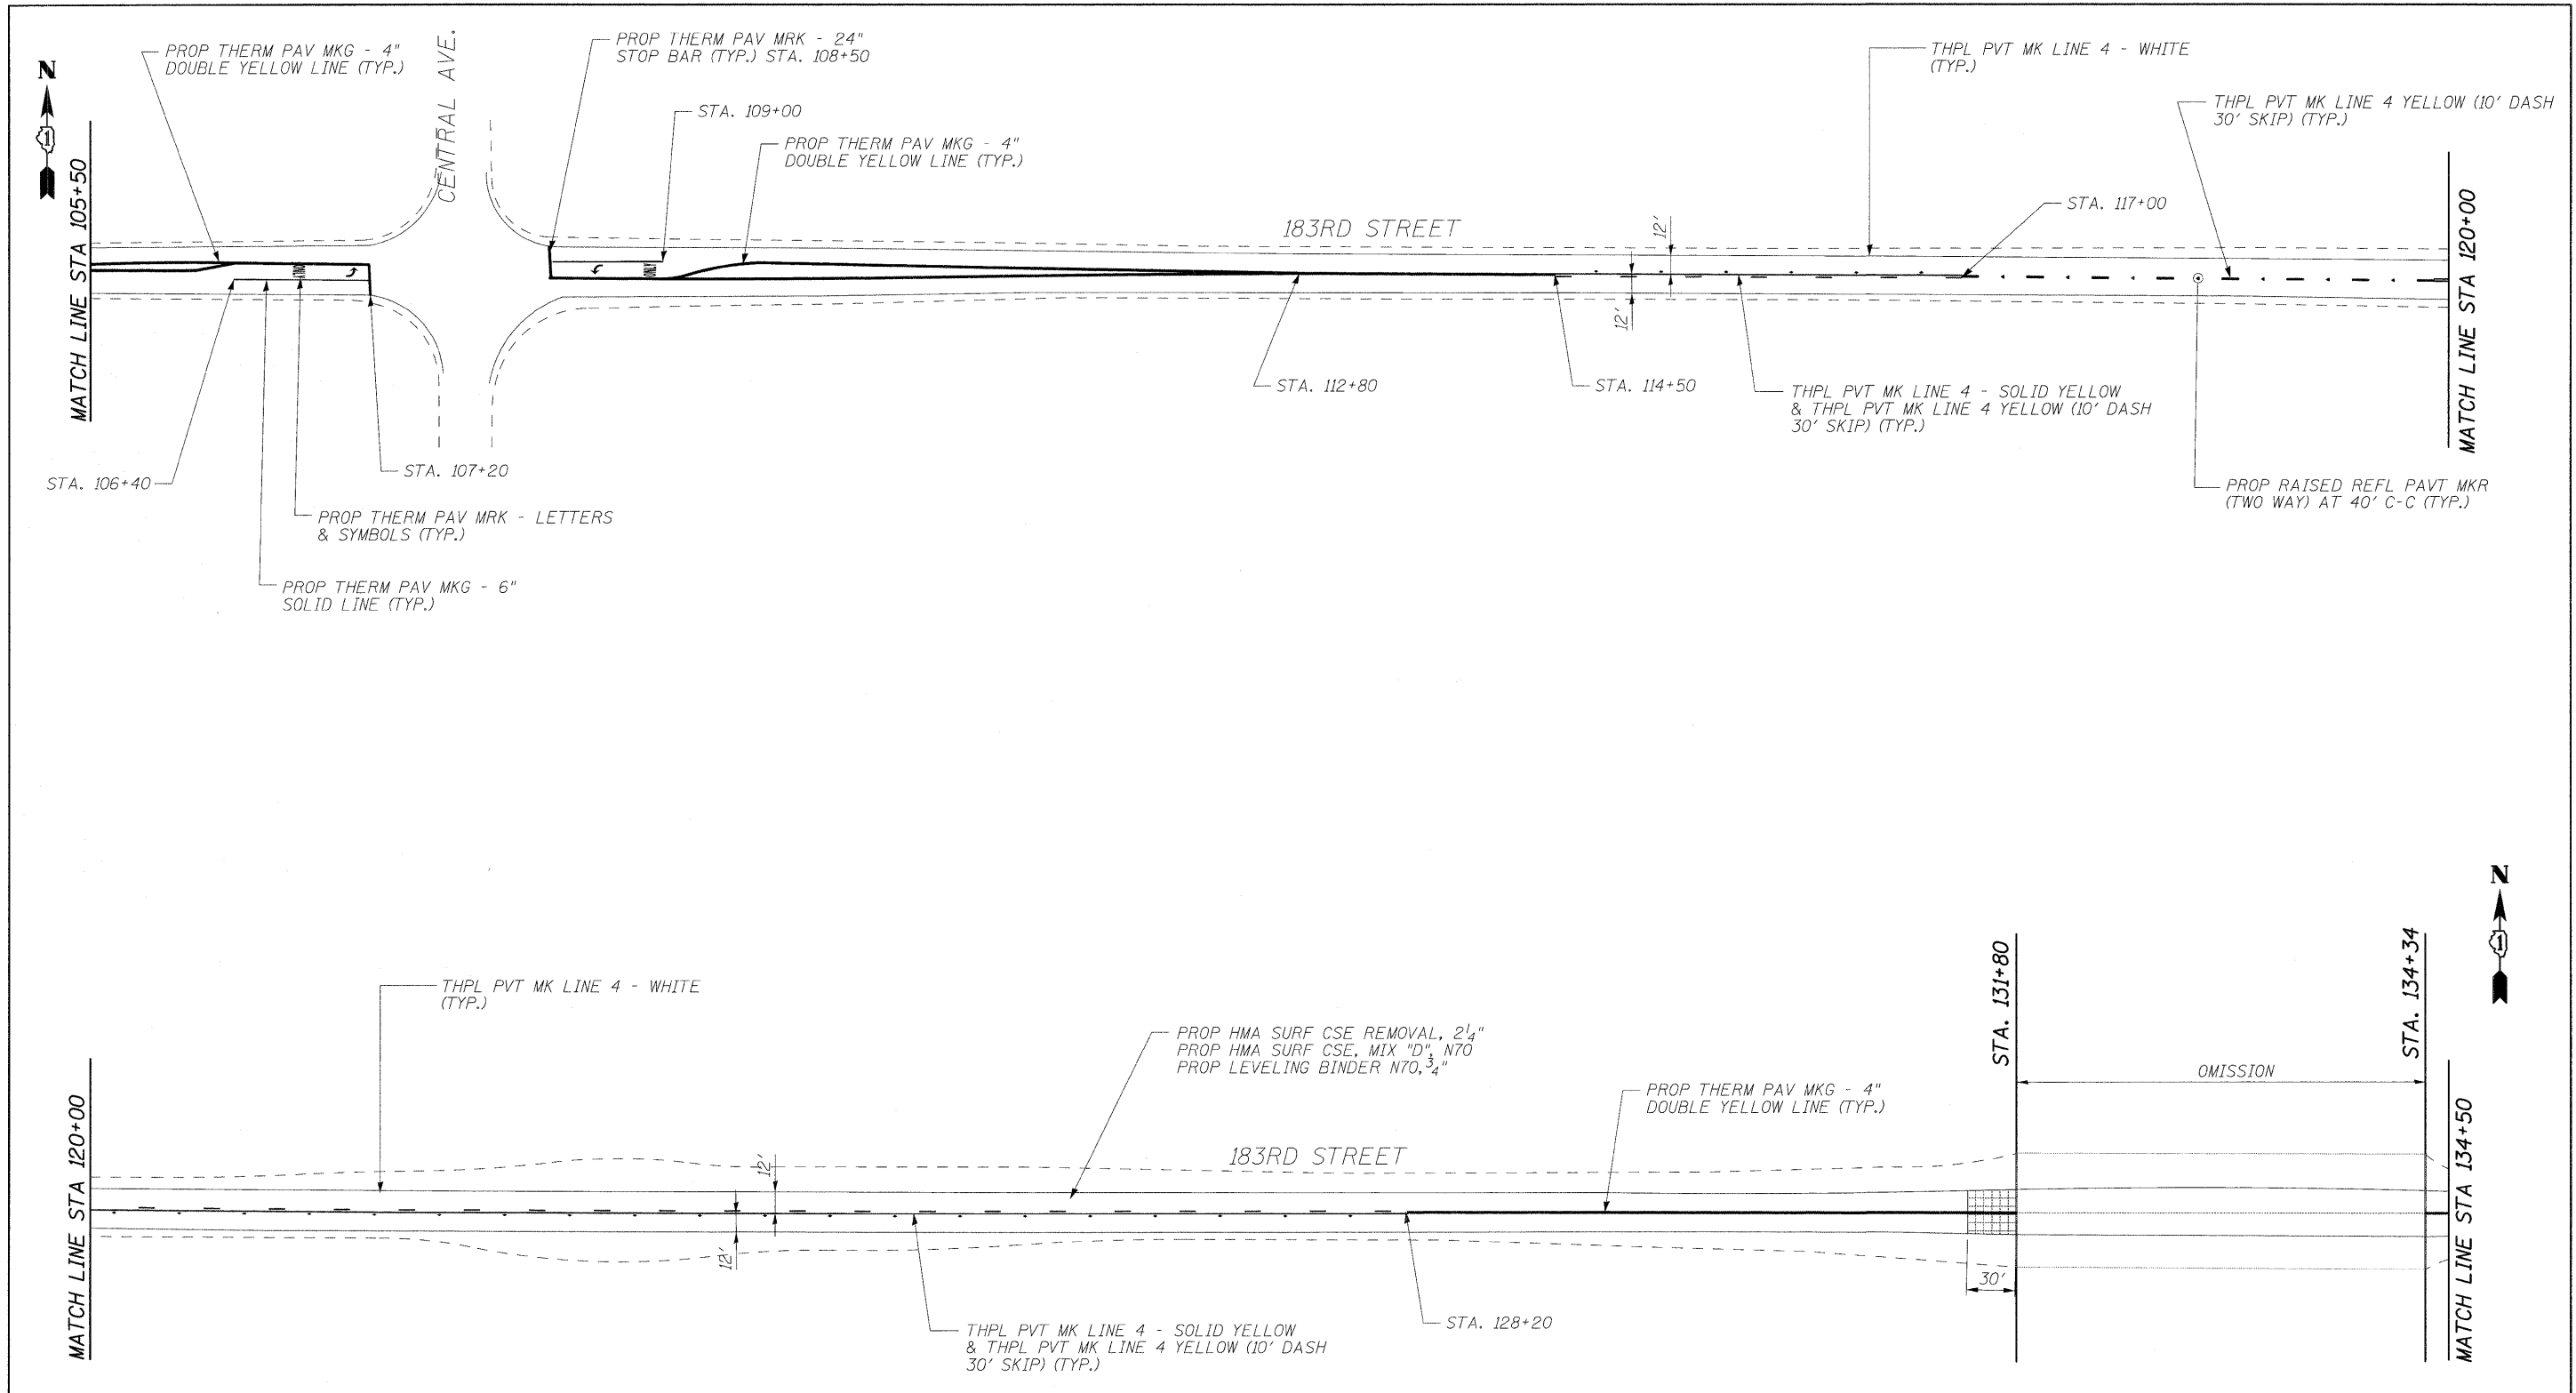 PROP THERM PAV MKG - 4"
DOUBLE YELLOW LINE (TYP.)
CENTRAL AVE.
PROP THERM PAV MRK - 24"
STOP BAR (TYP.) STA. 108+50
STA. 109+00
PROP THERM PAV MKG - 4"
DOUBLE YELLOW LINE (TYP.)
THPL PVT MK LINE 4 - WHITE
(TYP.)
THPL PVT MK LINE 4 YELLOW (10' DASH
30' SKIP) (TYP.)
N
1
MATCH LINE STA 105+50
183RD STREET
12'
STA. 117+00
MATCH LINE STA 120+00
ONLY
ONLY
12'
STA. 112+80
STA. 114+50
THPL PVT MK LINE 4 - SOLID YELLOW
& THPL PVT MK LINE 4 YELLOW (10' DASH
30' SKIP) (TYP.)
STA. 106+40
STA. 107+20
PROP RAISED REFL PAVT MKR
(TWO WAY) AT 40' C-C (TYP.)
PROP THERM PAV MRK - LETTERS
& SYMBOLS (TYP.)
PROP THERM PAV MKG - 6"
SOLID LINE (TYP.)
N
1
THPL PVT MK LINE 4 - WHITE
(TYP.)
PROP HMA SURF CSE REMOVAL, 2 1/4"
PROP HMA SURF CSE, MIX "D", N70
PROP LEVELING BINDER N70, 3/4"
PROP THERM PAV MKG - 4"
DOUBLE YELLOW LINE (TYP.)
STA. 131+80
OMISSION
STA. 134+34
MATCH LINE STA 120+00
12'
183RD STREET
MATCH LINE STA 134+50
12'
30'
STA. 128+20
THPL PVT MK LINE 4 - SOLID YELLOW
& THPL PVT MK LINE 4 YELLOW (10' DASH
30' SKIP) (TYP.)